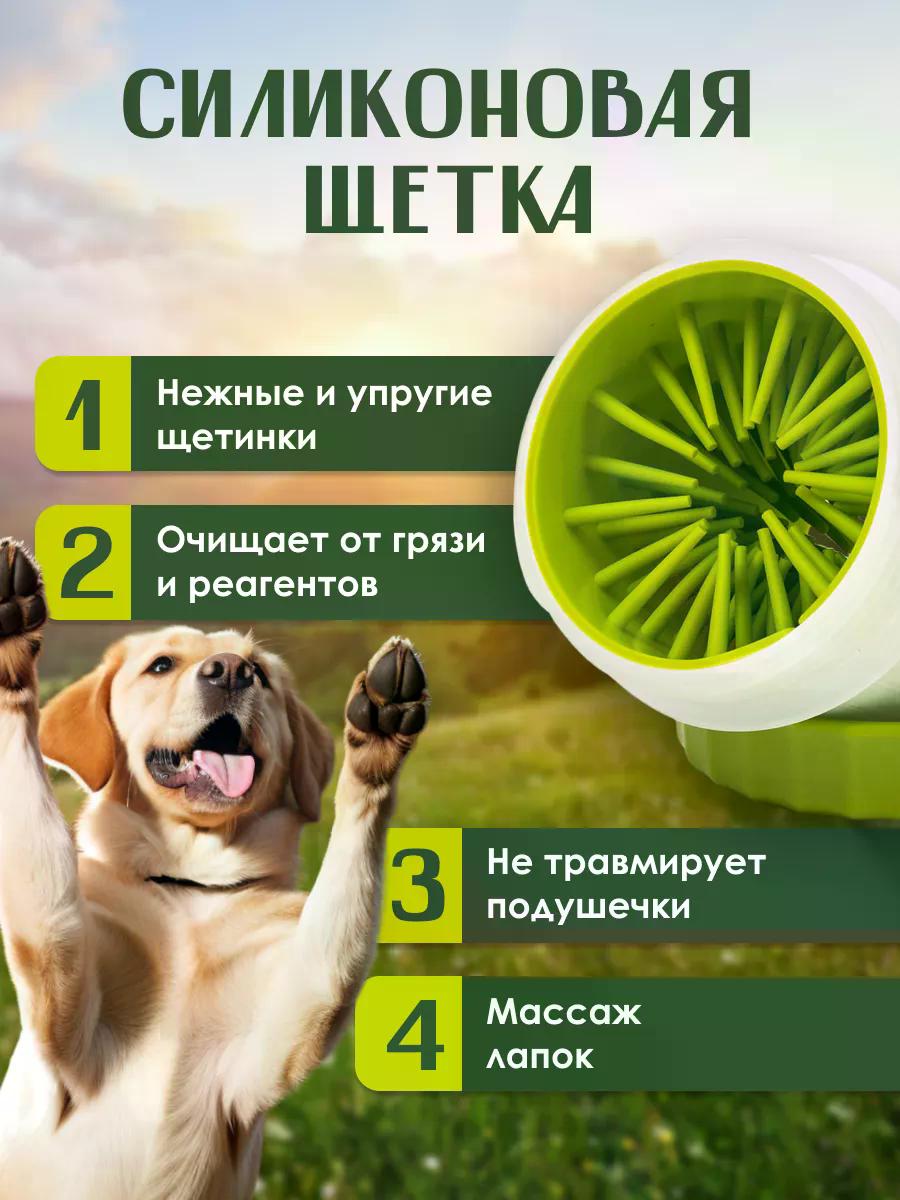 СИЛИКОНОВАЯ
ЩЕТКА
1
Нежные и упругие
щетинки
2
Очищает от грязи
и реагентов
3
Не травмирует
подушечки
4
Массаж
лапок